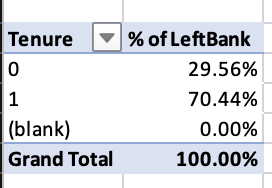 Tenure % of LeftBank
0 29.56%
1 70.44%
(blank) 0.00%
Grand Total 100.00%